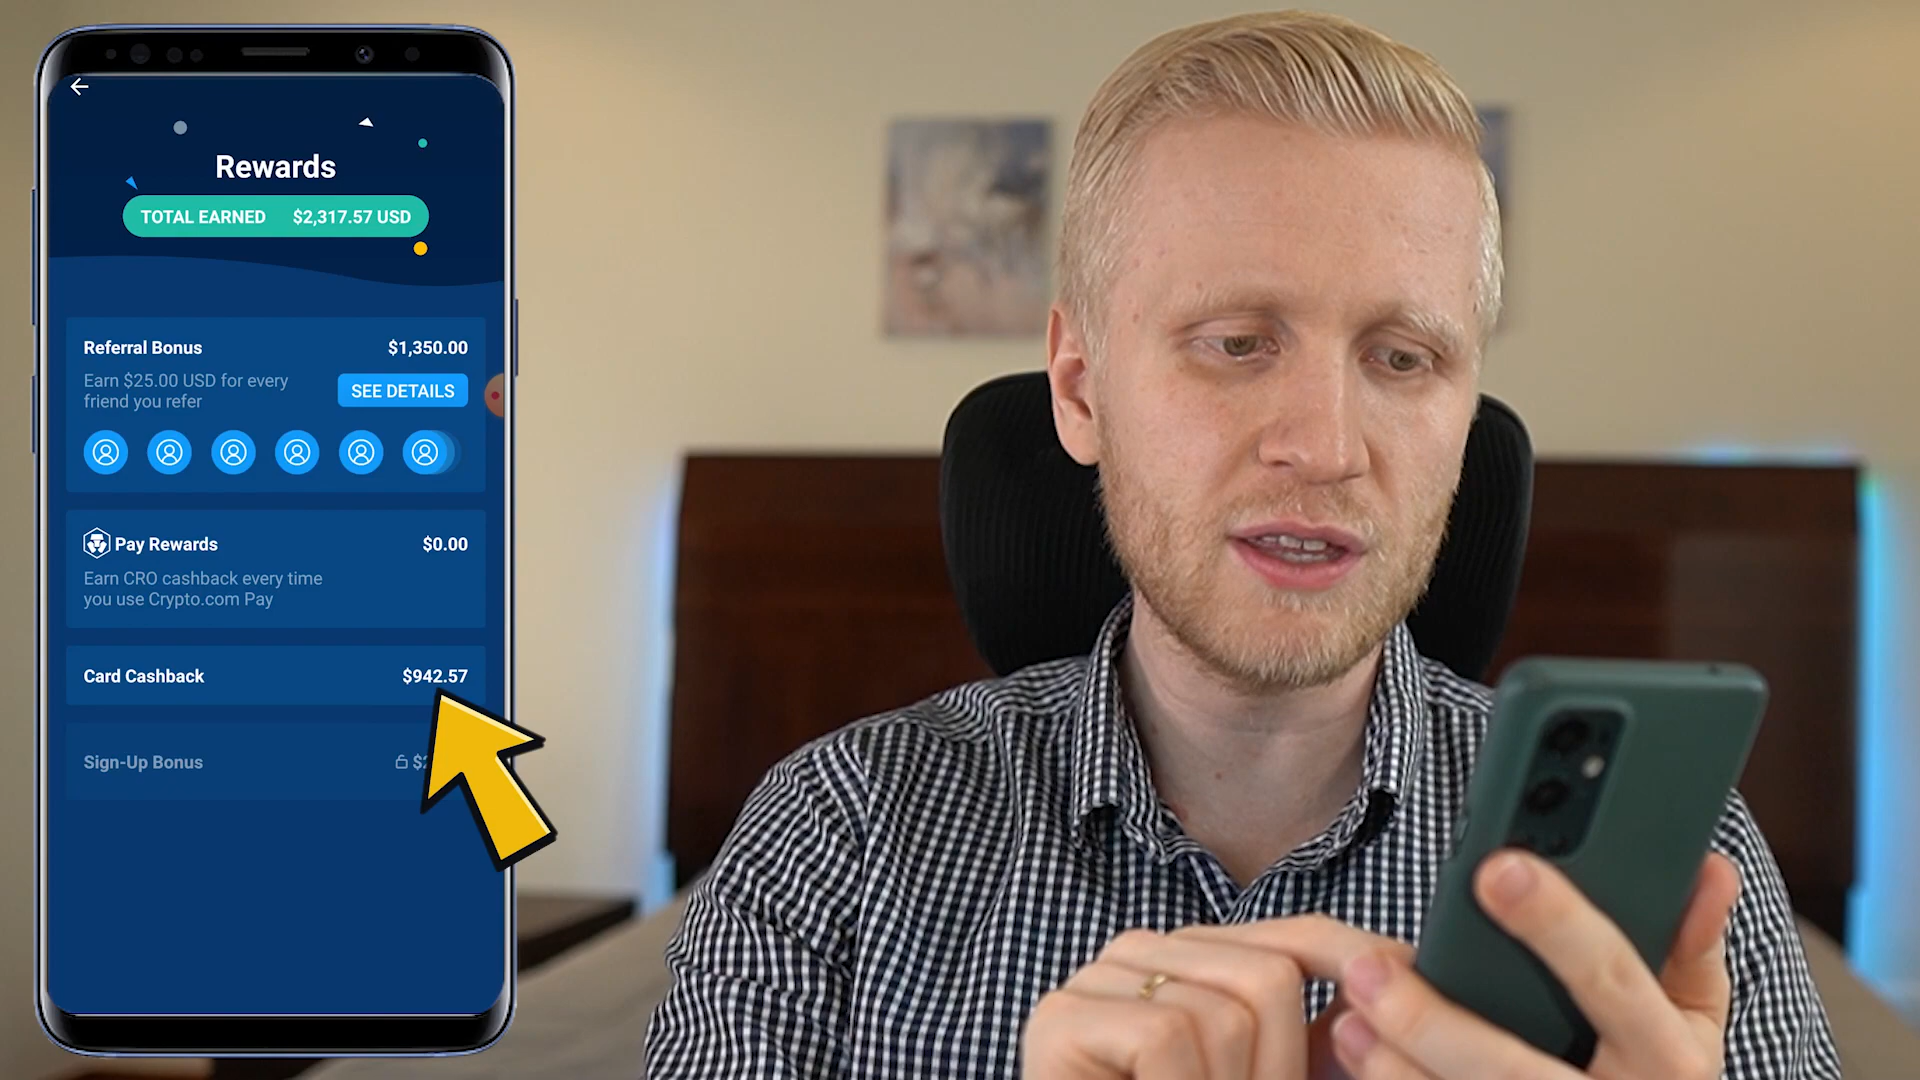 Rewards
TOTAL EARNED $2,317.57 USD
Referral Bonus $1,350.00
Earn $25.00 USD for every
friend you refer
SEE DETAILS
Pay Rewards $0.00
Earn CRO cashback every time
you use Crypto.com Pay
Card Cashback $942.57
Sign-Up Bonus